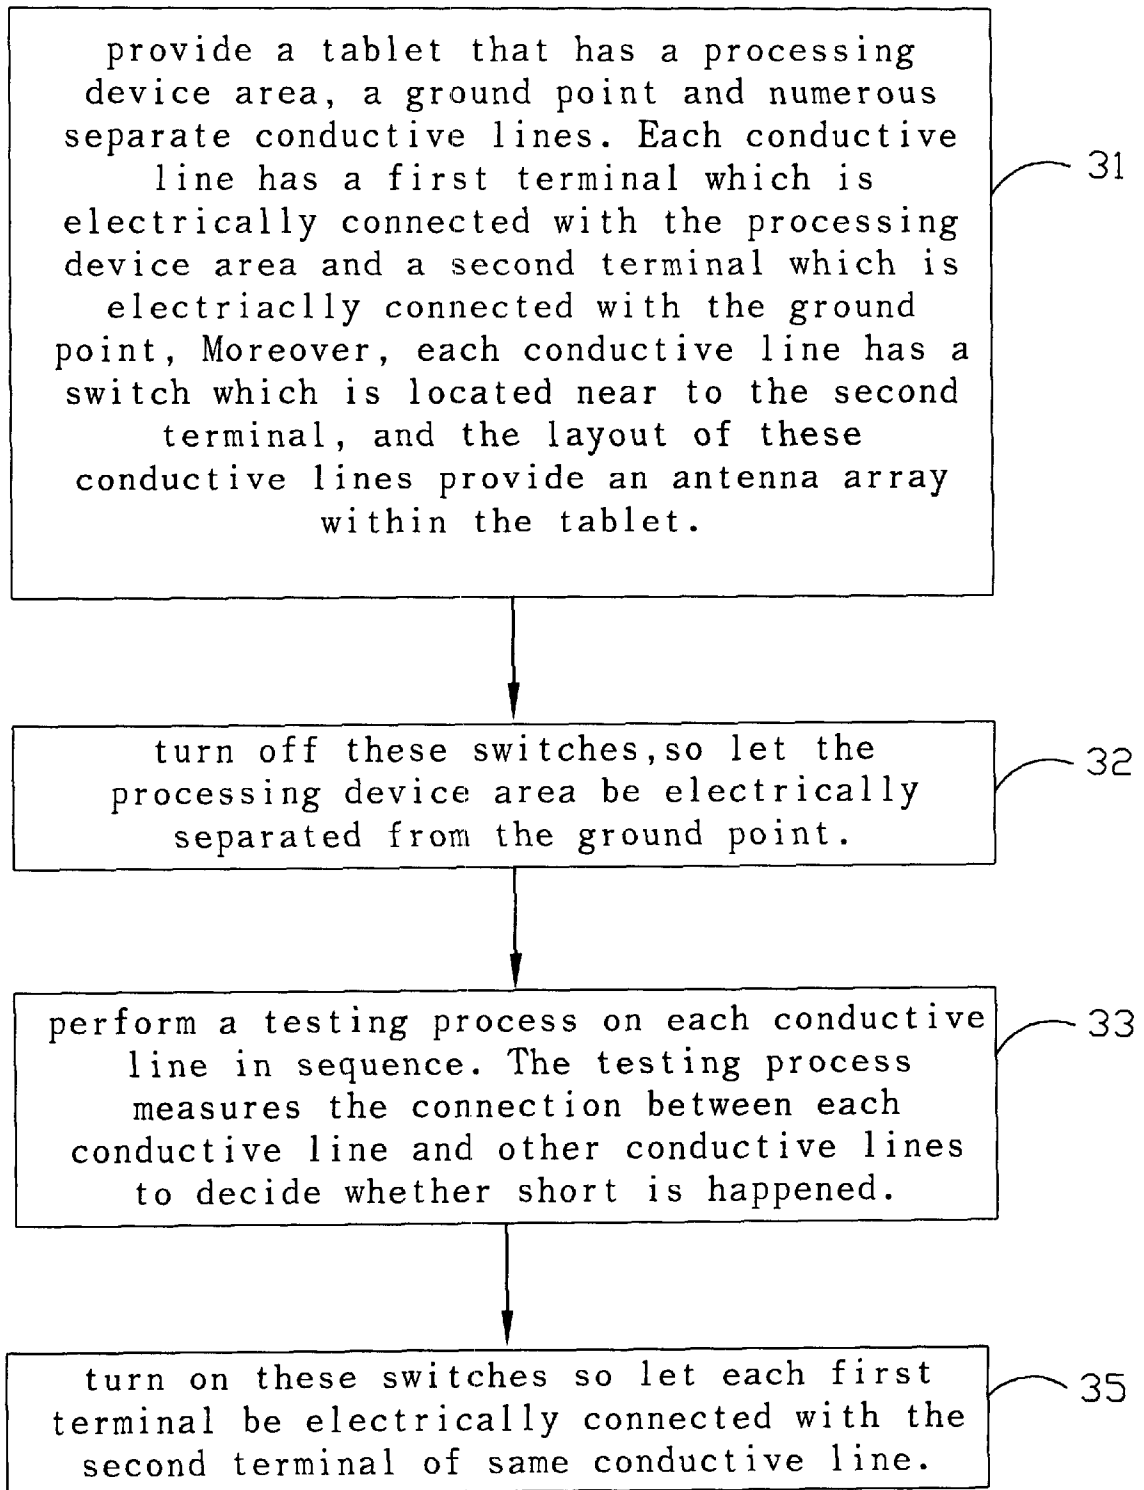 provide a tablet that has a processing
device area, a ground point and numerous
separate conductive lines. Each conductive
line has a first terminal which is
electrically connected with the processing
device area and a second terminal which is
electriaclly connected with the ground
point, Moreover, each conductive line has a
switch which is located near to the second
terminal, and the layout of these
conductive lines provide an antenna array
within the tablet.
31
turn off these switches,so let the
processing device area be electrically
separated from the ground point.
32
perform a testing process on each conductive
line in sequence. The testing process
measures the connection between each
conductive line and other conductive lines
to decide whether short is happened.
33
turn on these switches so let each first
terminal be electrically connected with the
second terminal of same conductive line.
35